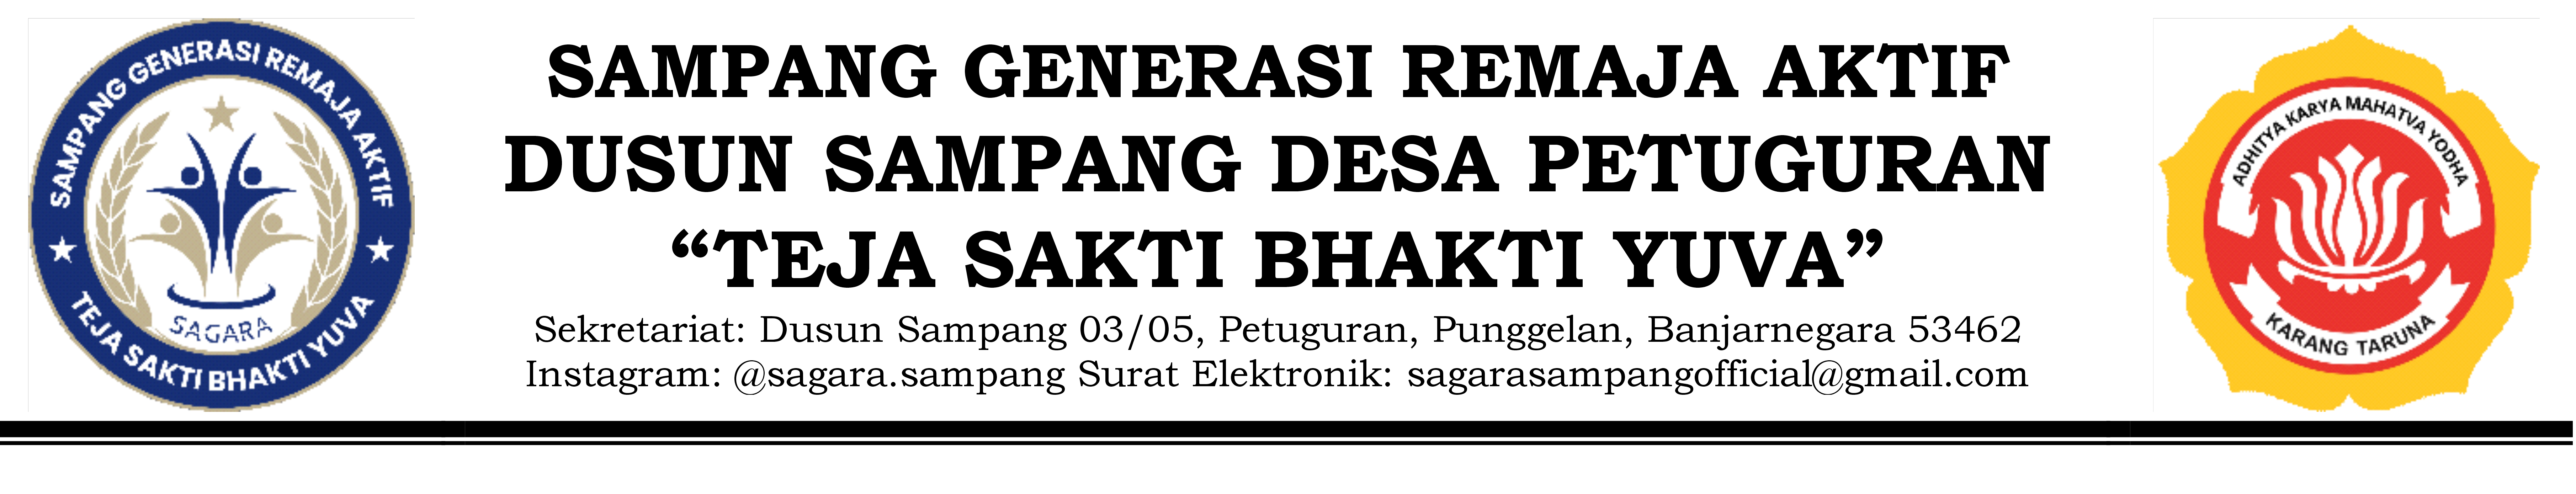 SAMPANG GENERASI REMAJA AKTIF
TEJA SAKTI BHAKTI YUVA
SAGARA
SAMPANG GENERASI REMAJA AKTIF
DUSUN SAMPANG DESA PETUGURAN
“TEJA SAKTI BHAKTI YUVA”
Sekretariat: Dusun Sampang 03/05, Petuguran, Punggelan, Banjarnegara 53462
Instagram: @sagara.sampang Surat Elektronik: sagarasampangofficial@gmail.com
ADHITYA KARYA MAHATVA YODHA
KARANG TARUNA